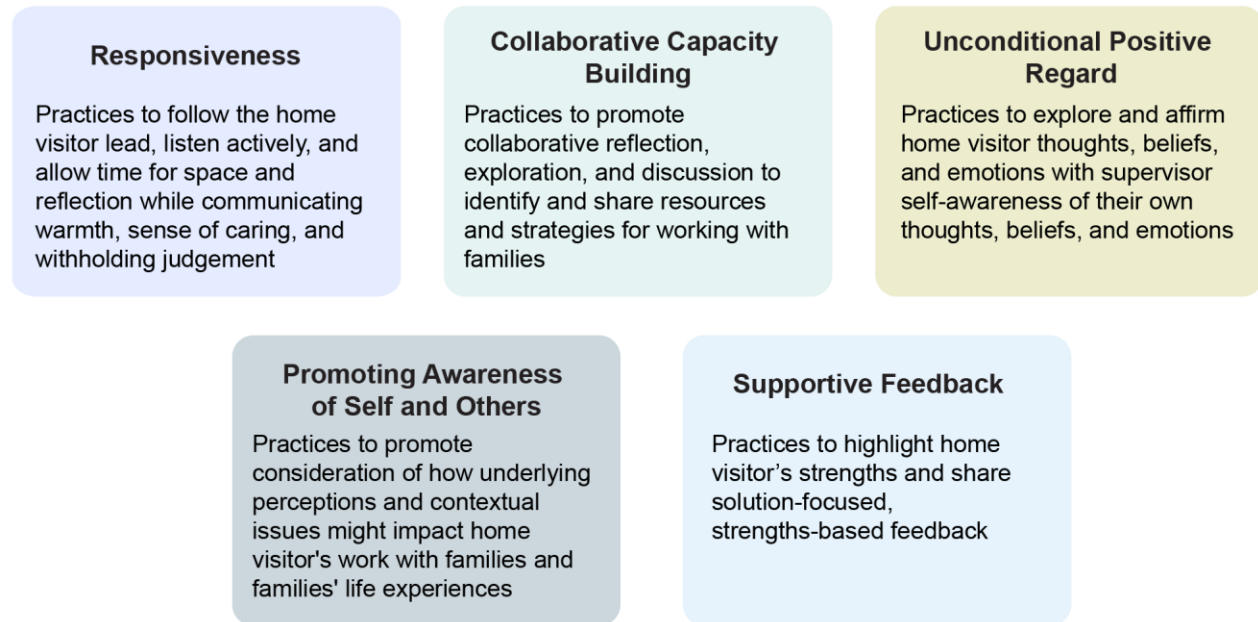 Responsiveness
Practices to follow the home
visitor lead, listen actively, and
allow time for space and
reflection while communicating
warmth, sense of caring, and
withholding judgement
Collaborative Capacity
Building
Practices to promote
collaborative reflection,
exploration, and discussion to
identify and share resources
and strategies for working with
families
Unconditional Positive
Regard
Practices to explore and affirm
home visitor thoughts, beliefs,
and emotions with supervisor
self-awareness of their own
thoughts, beliefs, and emotions
Promoting Awareness
of Self and Others
Practices to promote
consideration of how underlying
perceptions and contextual
issues might impact home
visitor's work with families and
families' life experiences
Supportive Feedback
Practices to highlight home
visitor’s strengths and share
solution-focused,
strengths-based feedback